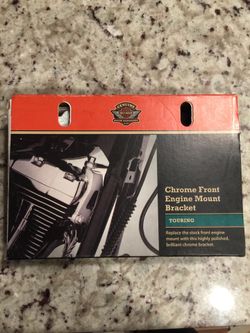 GENUINE
Chrome Front
Engine Mount
Bracket
TOURING
Replace the stock front engine
mount with this highly polished,
brilliant chrome bracket.